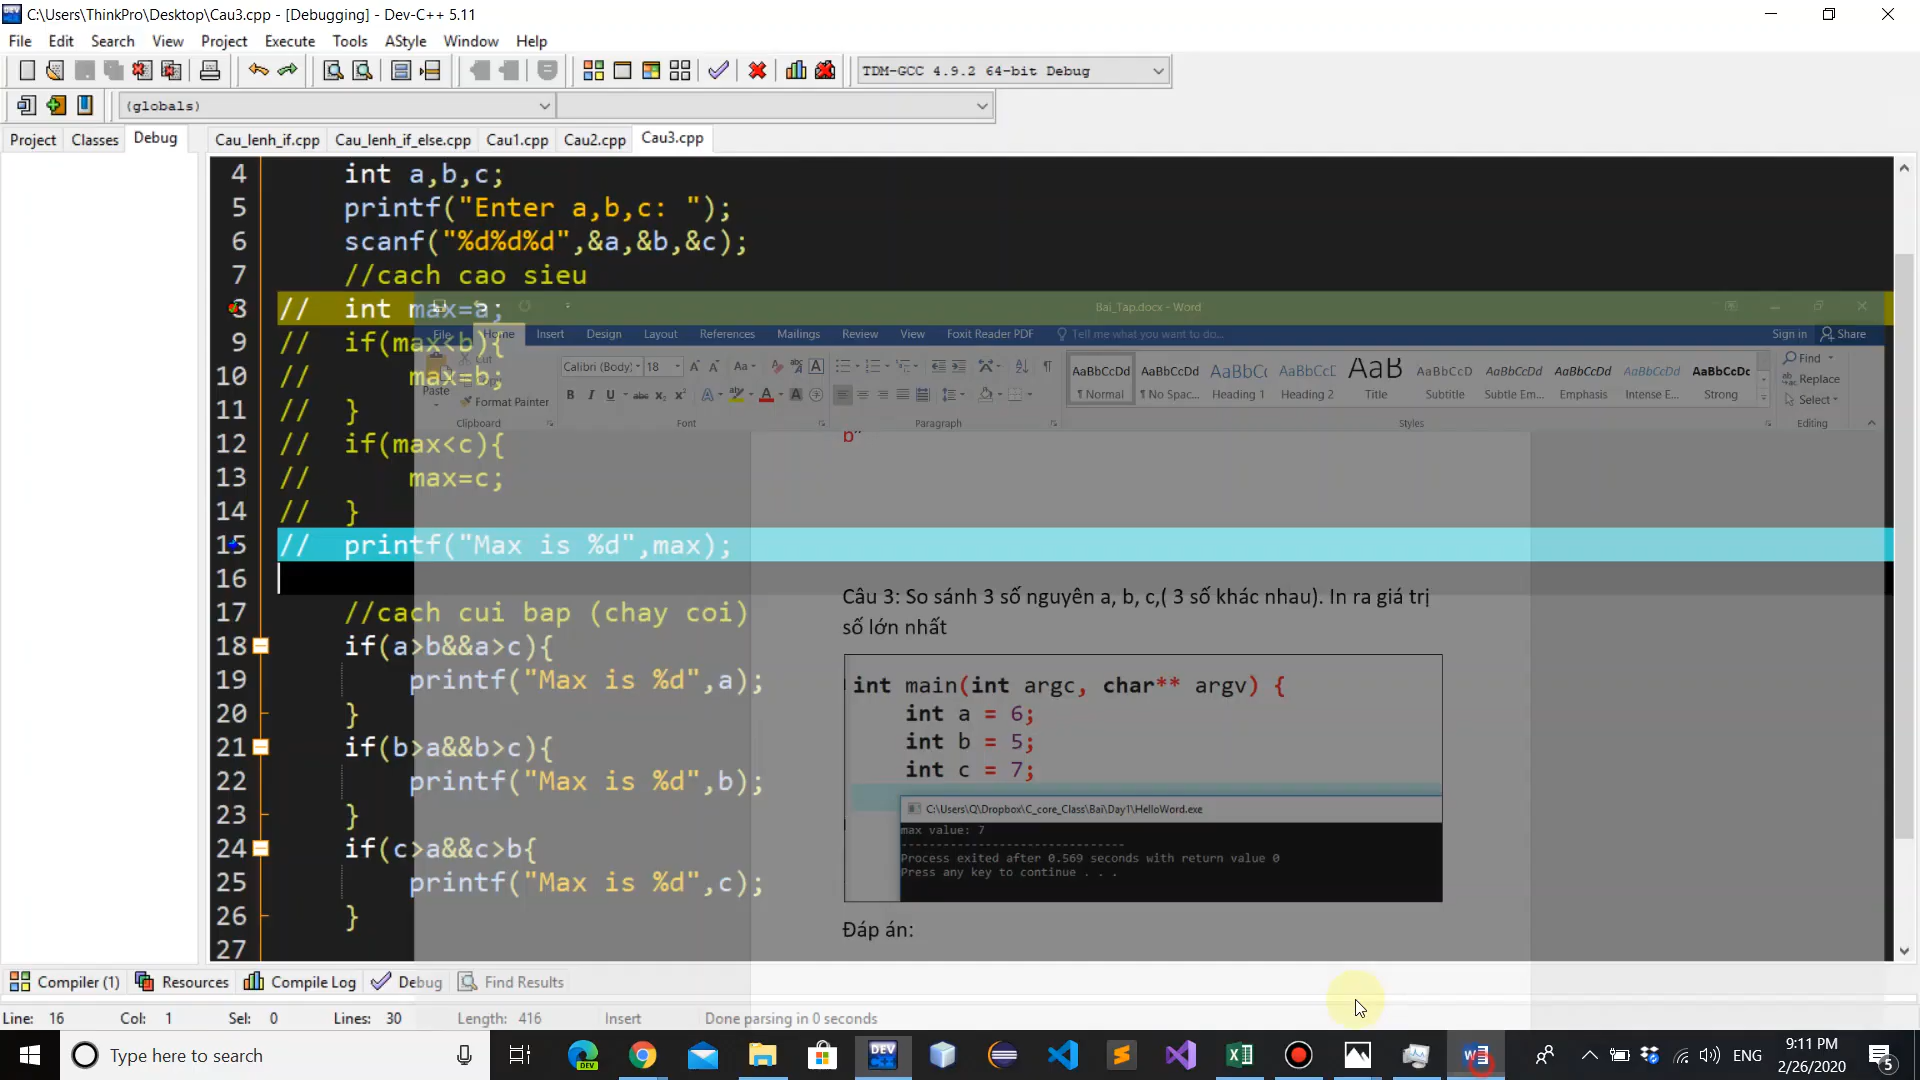 C:\Users\ThinkPro\Desktop\Cau3.cpp - [Debugging] - Dev-C++ 5.11
File Edit Search View Project Execute Tools AStyle Window Help
TDM-GCC 4.9.2 64-bit Debug
(globals)
Project Classes Debug
Cau_lenh_if.cpp Cau_lenh_if_else.cpp Cau1.cpp Cau2.cpp Cau3.cpp
4 int a,b,c;
5 printf("Enter a,b,c: ");
6 scanf("%d%d%d",&a,&b,&c);
7 //cach cao sieu
// int max=a;
9 // if(max<b){
10 // max=b;
11 // }
12 // if(max<c){
13 // max=c;
14 // }
15 // printf("Max is %d",max);
16
17 //cach cui bap (chay coi)
18 if(a>b&&a>c){
19 printf("Max is %d",a);
20 }
21 if(b>a&&b>c){
22 printf("Max is %d",b);
23 }
24 if(c>a&&c>b{
25 printf("Max is %d",c);
26 }
27
Bai_Tap.docx - Word
File Home Insert Design Layout References Mailings Review View Foxit Reader PDF Tell me what you want to do... Sign in Share
Paste Cut
Format Painter
Clipboard
Calibri (Body) 18
Font
Paragraph
AaBbCcDd AaBbCcDd AaBbC( AaBbCcE AaB AaBbCcD AaBbCcDd AaBbCcDd AaBbCcDd AaBbCcDc
¶ Normal ¶ No Spac... Heading 1 Heading 2 Title Subtitle Subtle Em... Emphasis Intense E... Strong
Styles
Find
Replace
Select
Editing
b"
Câu 3: So sánh 3 số nguyên a, b, c,( 3 số khác nhau). In ra giá trị
số lớn nhất
int main(int argc, char** argv) {
int a = 6;
int b = 5;
int c = 7;
C:\Users\Q\Dropbox\C_core_Class\Bai\Day1\HelloWord.exe
max value: 7
--------------------------------
Process exited after 0.569 seconds with return value 0
Press any key to continue . . .
Đáp án:
Compiler (1) Resources Compile Log Debug Find Results
Line: 16 Col: 1 Sel: 0 Lines: 30 Length: 416 Insert Done parsing in 0 seconds
Type here to search
DEV
DEV
ENG
9:11 PM
2/26/2020
5